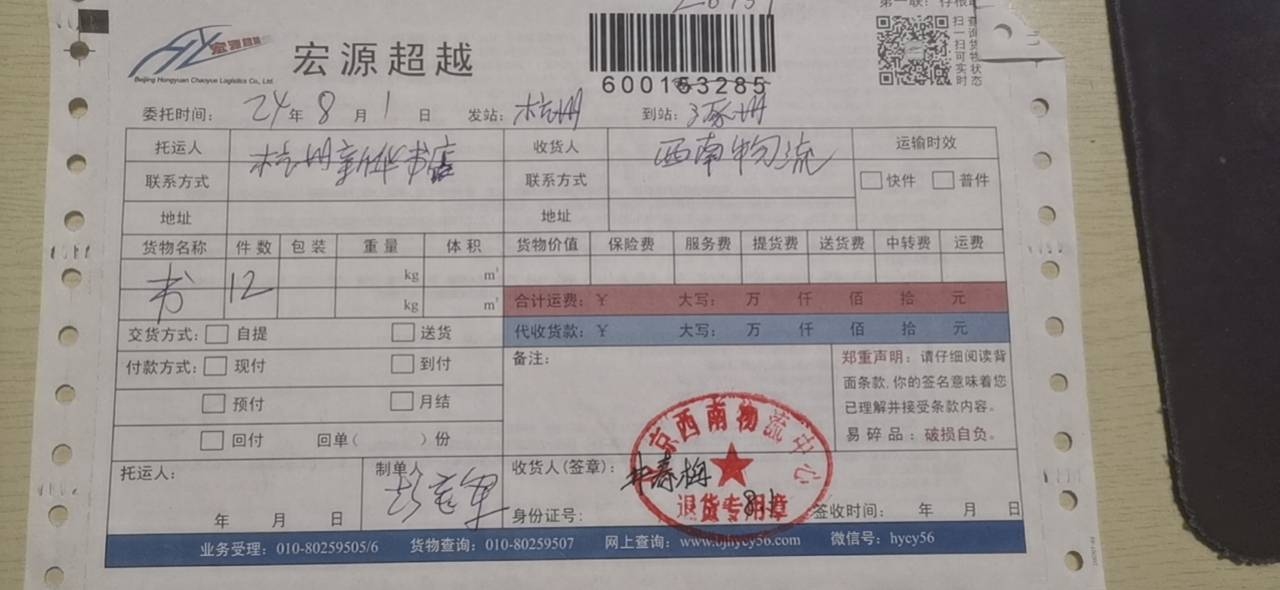 第一联：存根联
宏源超越
Beijing Hongyuan Chaoyue Logistics Co., Ltd.
宏源超越
600153285
扫一扫可实时
查询货物状态
委托时间： 24 年 8 月 1 日 发站： 杭州 到站： 涿州
托运人 杭州新华书店 收货人 西南物流 运输时效
联系方式 联系方式 快件 普件
地址 地址
货物名称 件数 包装 重量 体积 货物价值 保险费 服务费 提货费 送货费 中转费 运费
书 12 kg m³
kg m³
合计运费：￥ 大写： 万 仟 佰 拾 元
代收货款：￥ 大写： 万 仟 佰 拾 元
交货方式： 自提 送货
付款方式： 现付 到付
预付 月结
回付 回单（ ）份
备注：
郑重声明：请仔细阅读背
面条款,你的签名意味着您
已理解并接受条款内容。
易碎品：破损自负。
托运人： 年 月 日
制单人
收货人(签章)：
身份证号：
签收时间： 年 月 日
京西南物流中心
退货专用章
业务受理：010-80259505/6 货物查询：010-80259507 网上查询：www.bjhycy56.com 微信号：hycy56